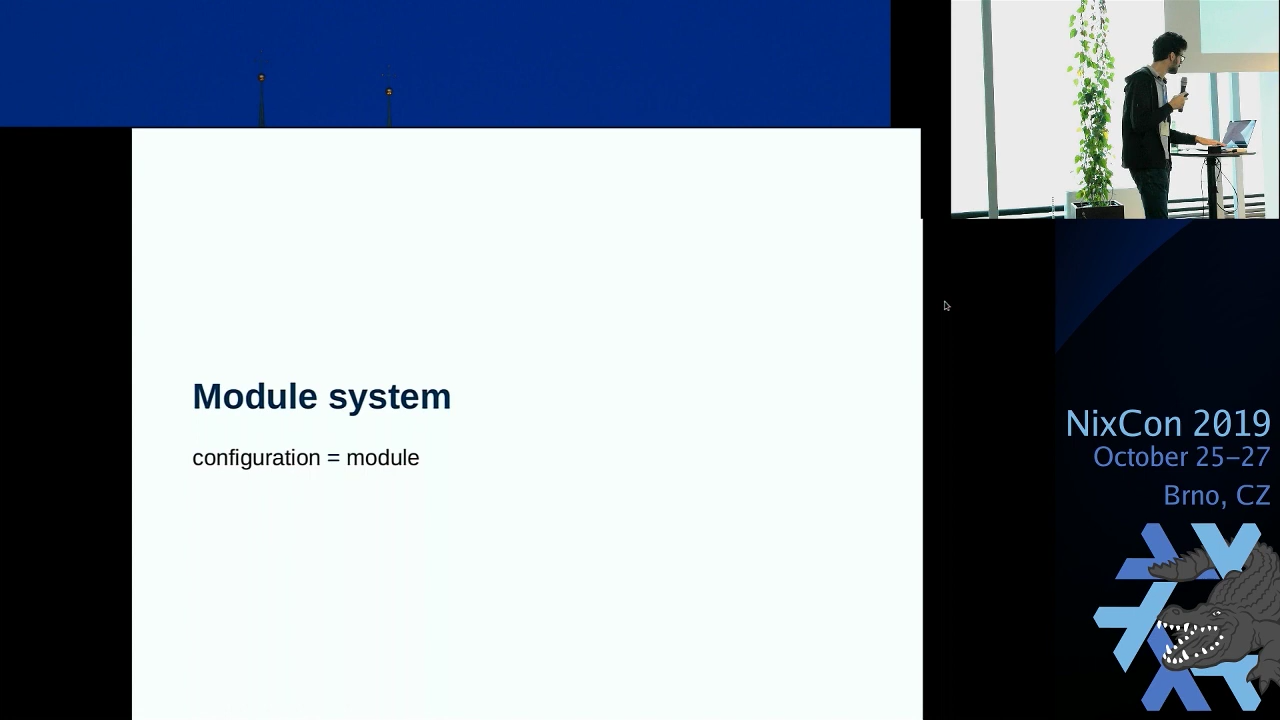 Module system
configuration = module
NixCon 2019
October 25–27
Brno, CZ